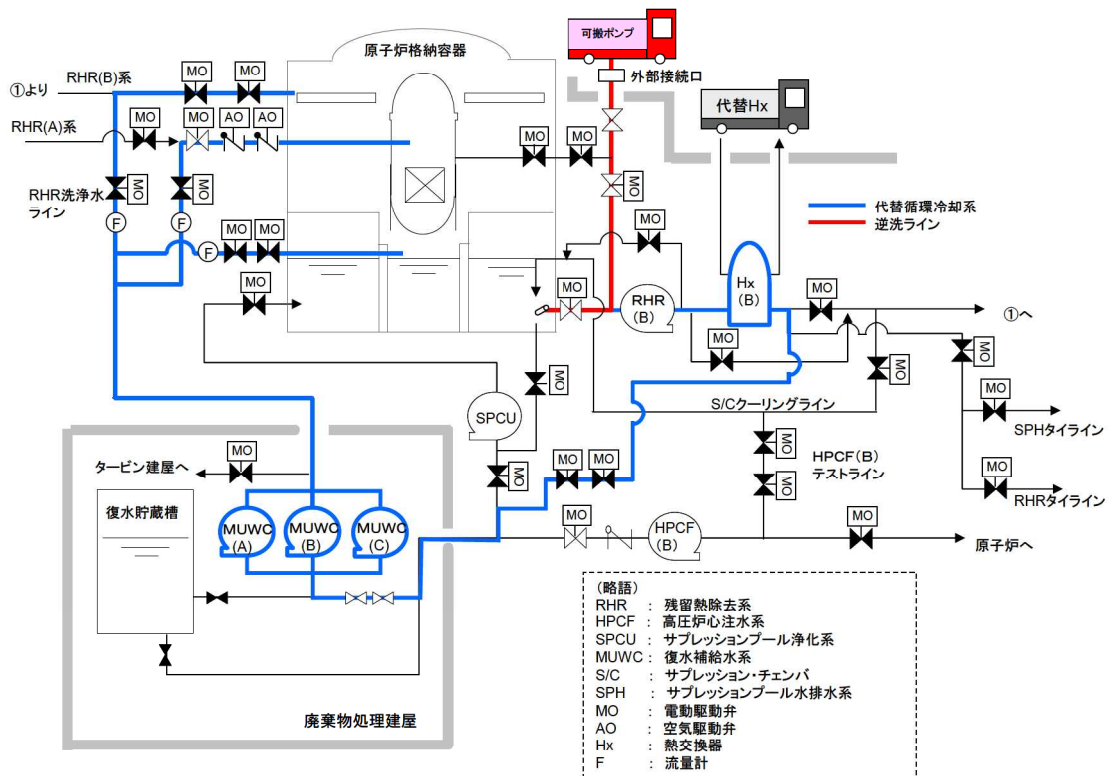 可搬ポンプ
原子炉格納容器
外部接続口
RHR(B)系
MO
MO
①より
代替Hx
RHR(A)系
MO
MO
AO
AO
MO
MO
RHR洗浄水
ライン
MO
MO
MO
代替循環冷却系
逆洗ライン
F
F
F
MO
MO
MO
MO
MO
RHR
(B)
Hx
(B)
MO
①へ
MO
MO
MO
MO
S/Cクーリングライン
MO
SPHタイライン
SPCU
MO
MO
HPCF(B)
テストライン
MO
MO
MO
RHRタイライン
タービン建屋へ
MO
MO
MO
復水貯蔵槽
MUWC
(A)
MUWC
(B)
MUWC
(C)
MO
HPCF
(B)
MO
原子炉へ
(略語)
RHR : 残留熱除去系
HPCF : 高圧炉心注水系
SPCU : サプレッションプール浄化系
MUWC : 復水補給水系
S/C : サプレッション・チェンバ
SPH : サプレッションプール水排水系
MO : 電動駆動弁
AO : 空気駆動弁
Hx : 熱交換器
F : 流量計
廃棄物処理建屋